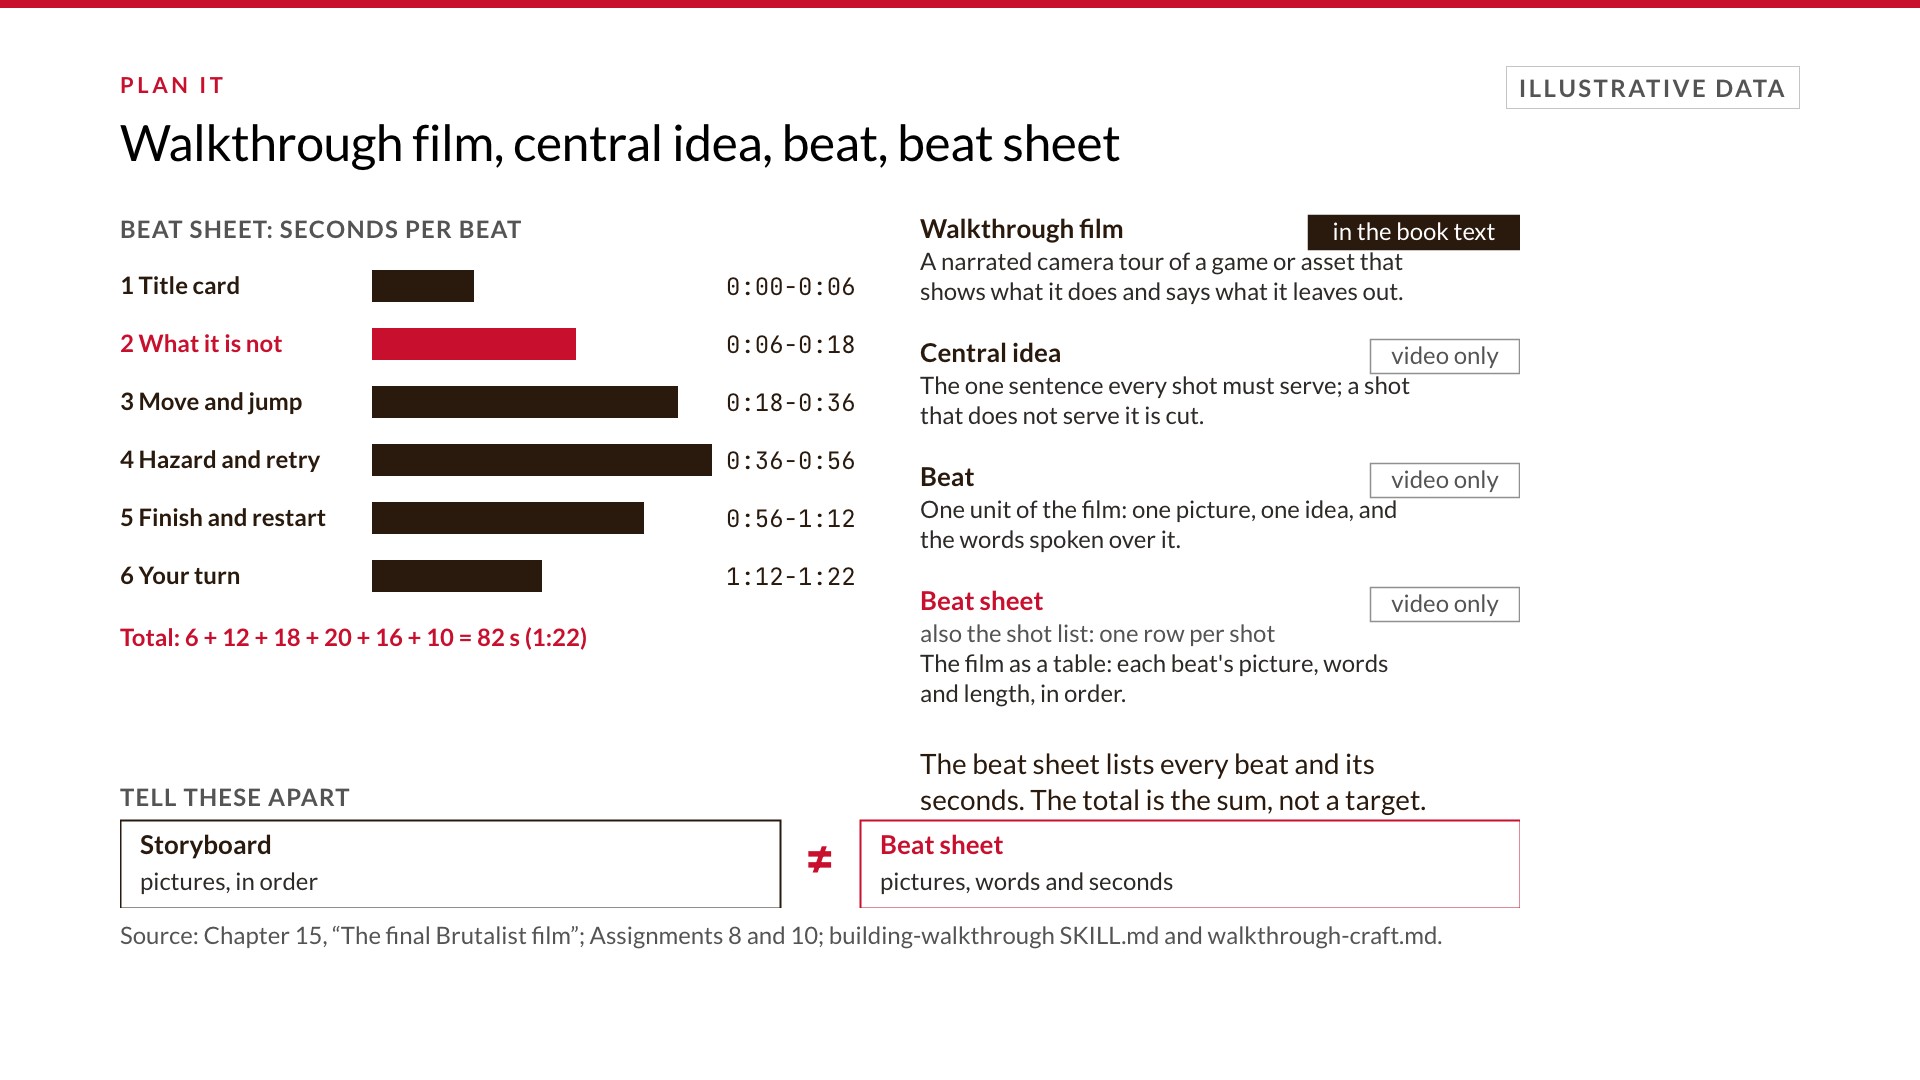 PLAN IT
ILLUSTRATIVE DATA
Walkthrough film, central idea, beat, beat sheet
BEAT SHEET: SECONDS PER BEAT
1 Title card 0:00-0:06
2 What it is not 0:06-0:18
3 Move and jump 0:18-0:36
4 Hazard and retry 0:36-0:56
5 Finish and restart 0:56-1:12
6 Your turn 1:12-1:22
Total: 6 + 12 + 18 + 20 + 16 + 10 = 82 s (1:22)
Walkthrough film in the book text
A narrated camera tour of a game or asset that
shows what it does and says what it leaves out.
Central idea video only
The one sentence every shot must serve; a shot
that does not serve it is cut.
Beat video only
One unit of the film: one picture, one idea, and
the words spoken over it.
Beat sheet video only
also the shot list: one row per shot
The film as a table: each beat's picture, words
and length, in order.
The beat sheet lists every beat and its
seconds. The total is the sum, not a target.
TELL THESE APART
Storyboard
pictures, in order
≠
Beat sheet
pictures, words and seconds
Source: Chapter 15, “The final Brutalist film”; Assignments 8 and 10; building-walkthrough SKILL.md and walkthrough-craft.md.